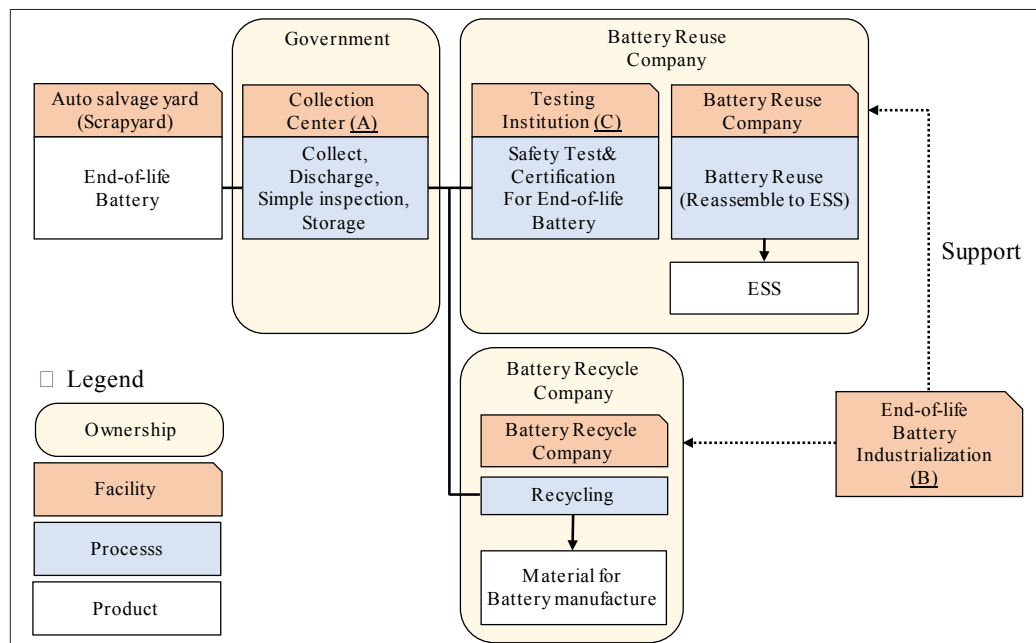 Government
Battery Reuse
Company
Auto salvage yard
(Scrapyard)
End-of-life
Battery
Collection
Center (A)
Collect,
Discharge,
Simple inspection,
Storage
Testing
Institution (C)
Safety Test&
Certification
For End-of-life
Battery
Battery Reuse
Company
Battery Reuse
(Reassemble to ESS)
ESS
Support
Battery Recycle
Company
Battery Recycle
Company
Recycling
Material for
Battery manufacture
End-of-life
Battery
Industrialization
(B)
□ Legend
Ownership
Facility
Processs
Product